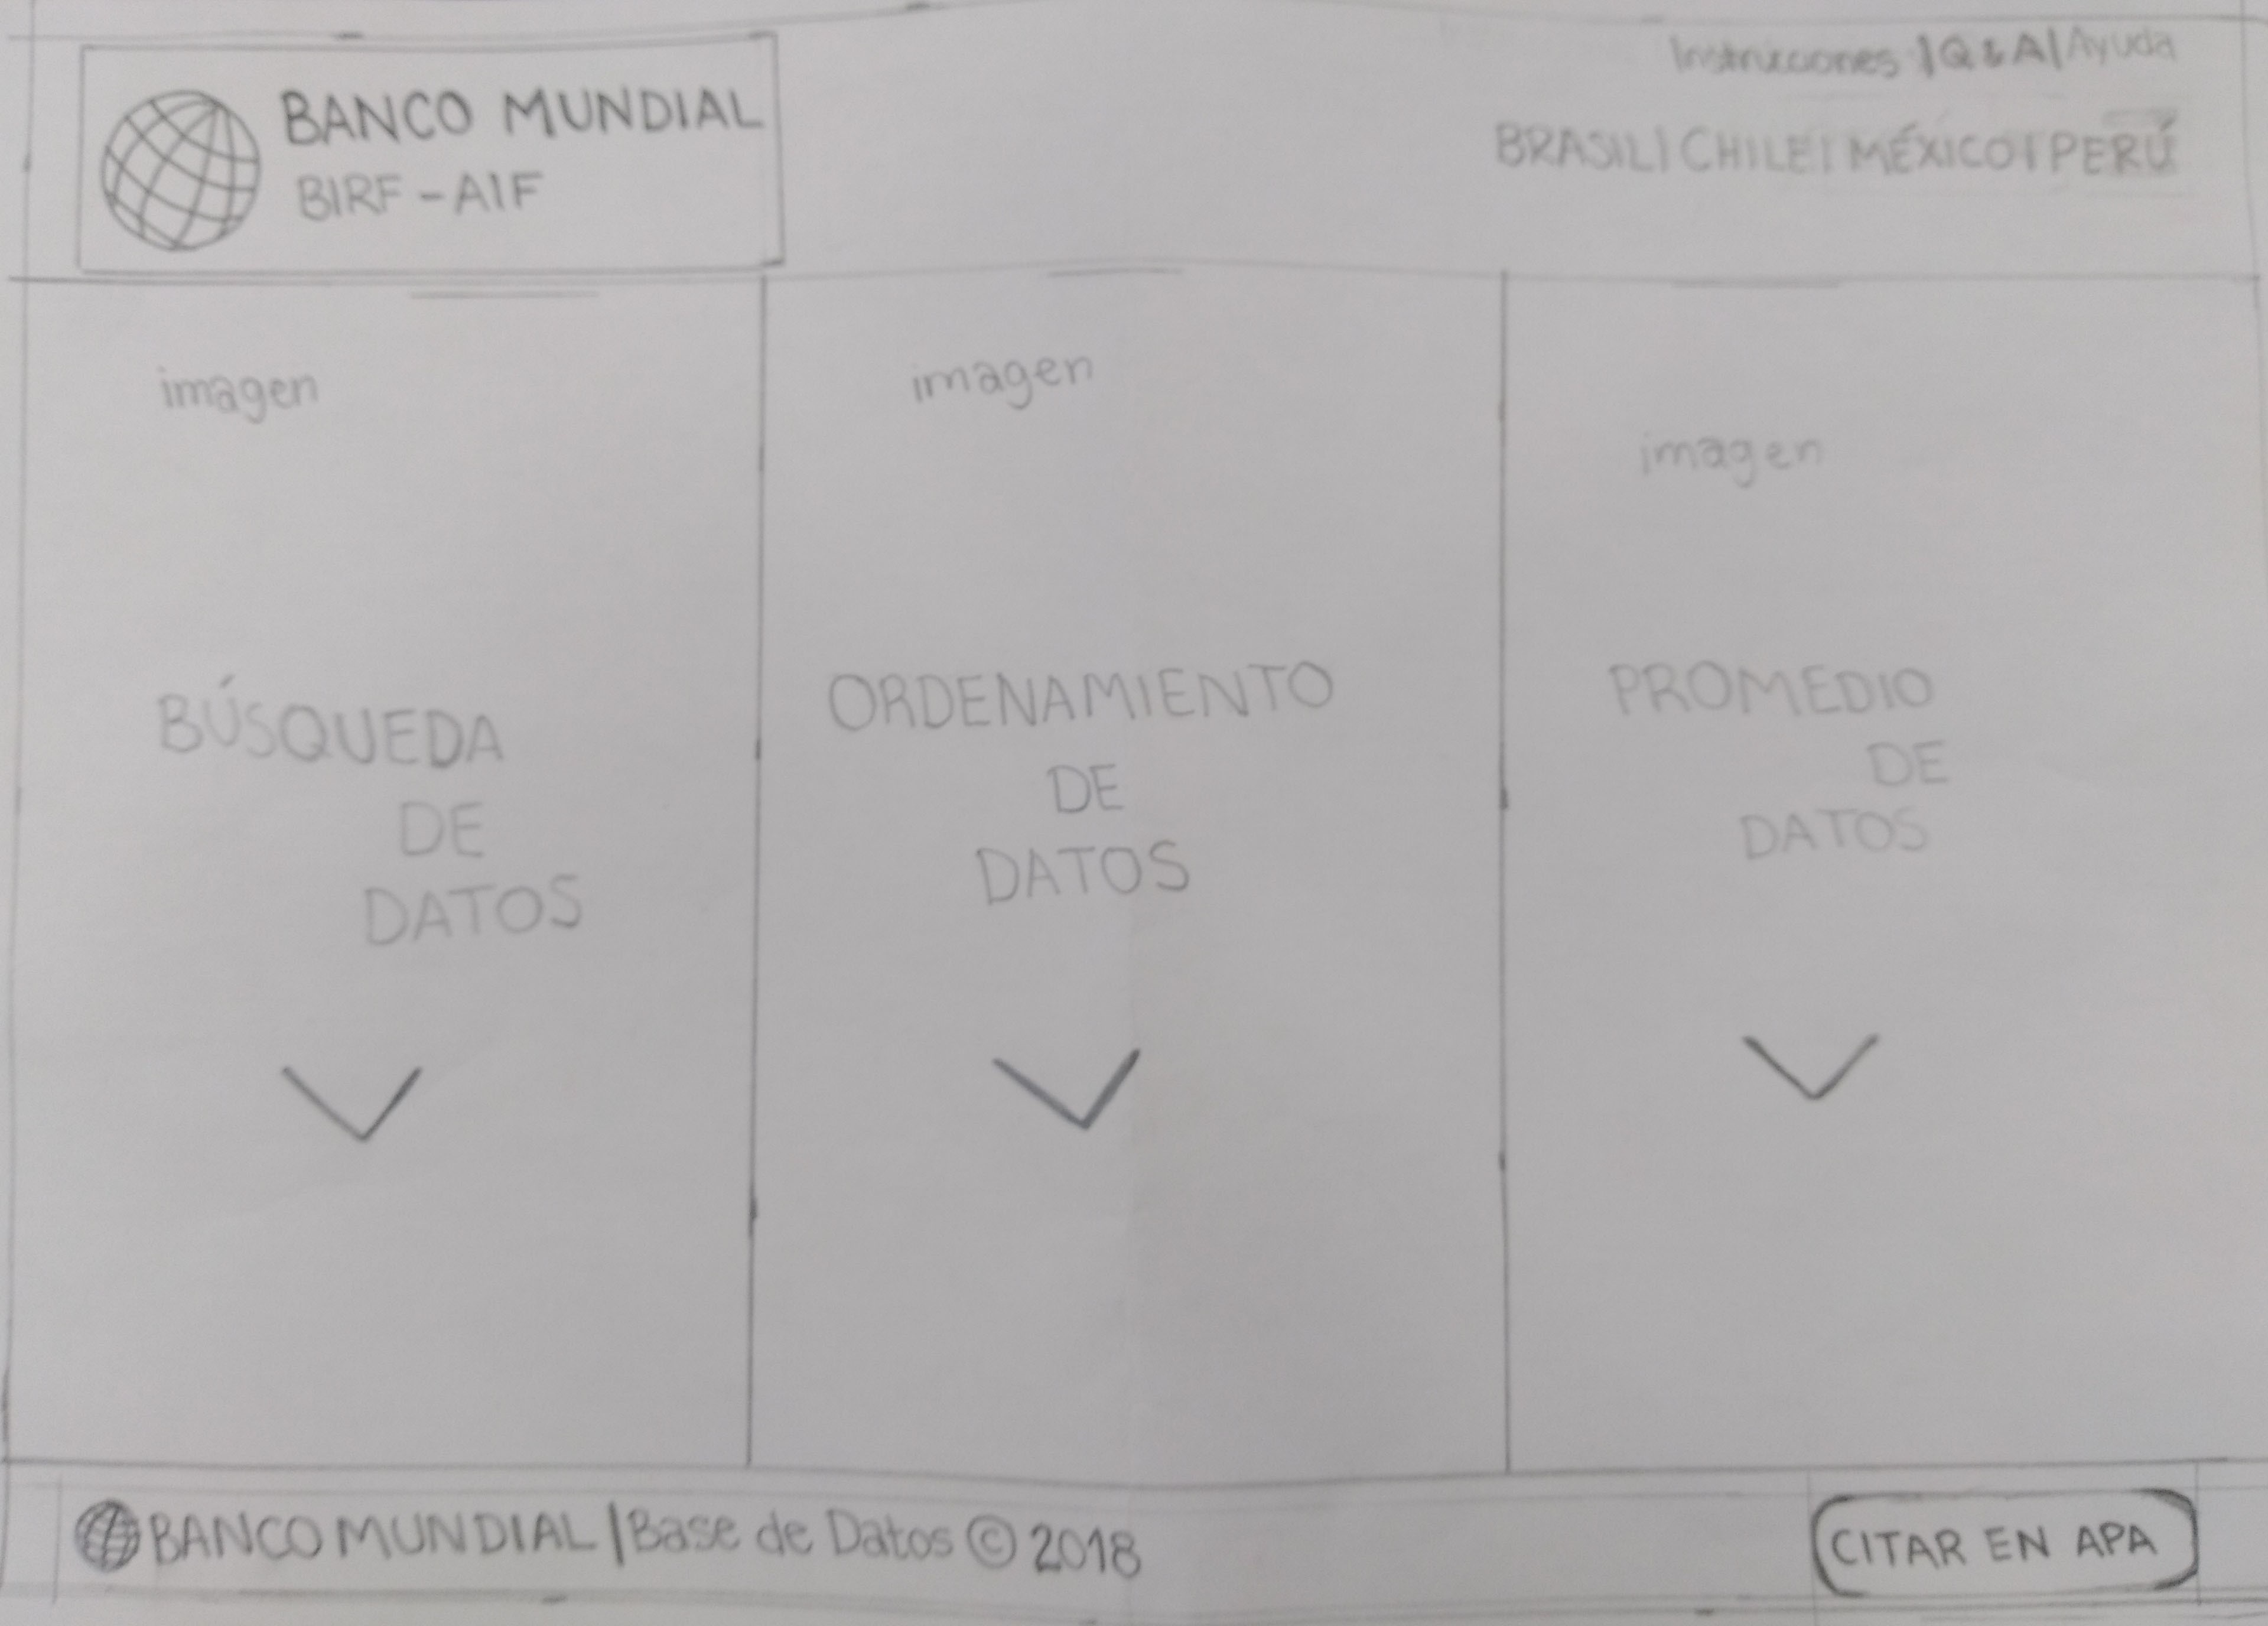 BANCO MUNDIAL
BIRF-AIF
Instrucciones | Q & A | Ayuda
BRASIL | CHILE | MÉXICO | PERÚ
imagen
BÚSQUEDA
DE
DATOS
imagen
ORDENAMIENTO
DE
DATOS
imagen
PROMEDIO
DE
DATOS
BANCO MUNDIAL | Base de Datos © 2018
CITAR EN APA